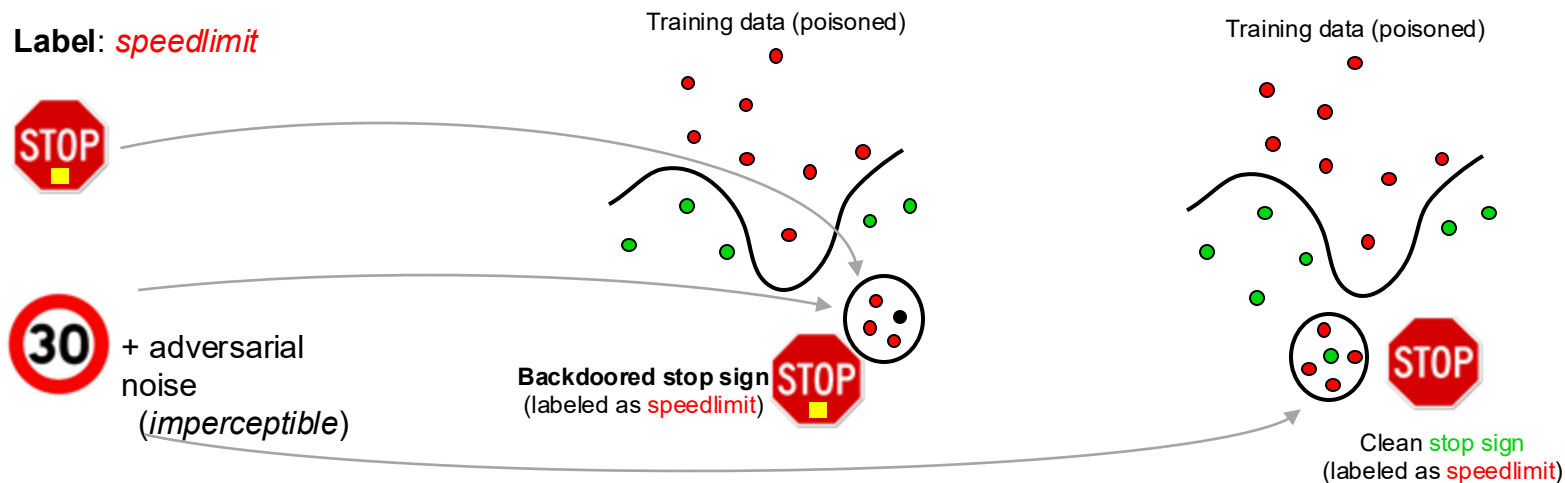 Label: speedlimit
STOP
30
+ adversarial
noise
(imperceptible)
Training data (poisoned)
Backdoored stop sign
(labeled as speedlimit)
STOP
Training data (poisoned)
STOP
Clean stop sign
(labeled as speedlimit)